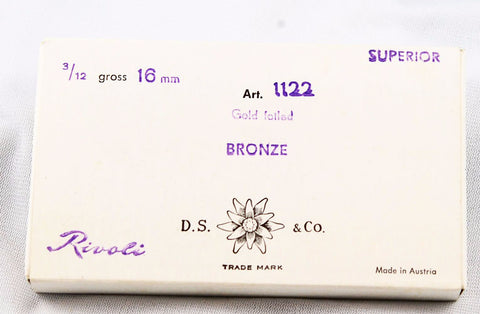 SUPERIOR
3/12 gross 16 mm
Art. 1122
Gold foiled
BRONZE
D.S. & Co.
Rivoli
TRADE MARK
Made in Austria